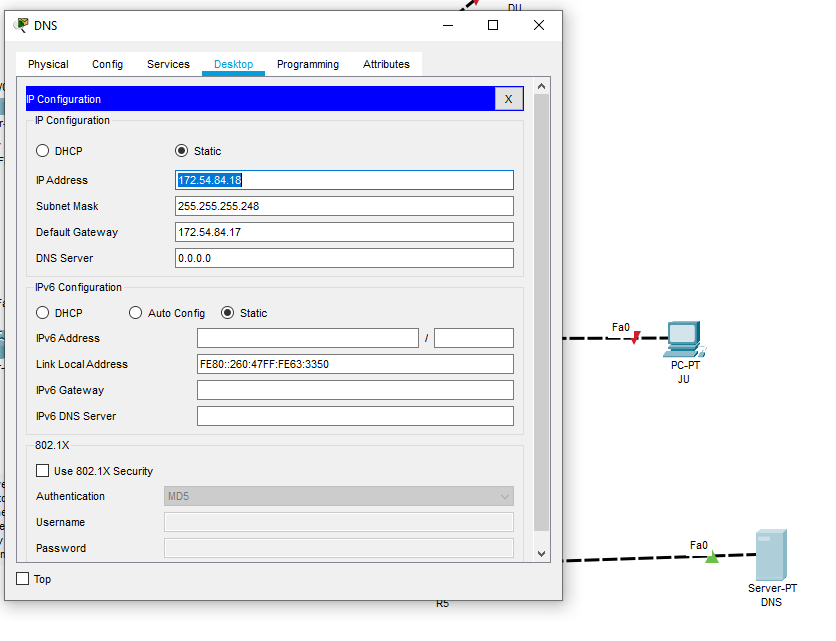 DNS
DU
Physical Config Services Desktop Programming Attributes
IP Configuration X
IP Configuration
DHCP Static
IP Address 172.54.84.18
Subnet Mask 255.255.255.248
Default Gateway 172.54.84.17
DNS Server 0.0.0.0
IPv6 Configuration
DHCP Auto Config Static
IPv6 Address /
Link Local Address FE80::260:47FF:FE63:3350
IPv6 Gateway
IPv6 DNS Server
802.1X
Use 802.1X Security
Authentication MD5
Username
Password
Top
Fa0
PC-PT
JU
Fa0
Server-PT
DNS
R5